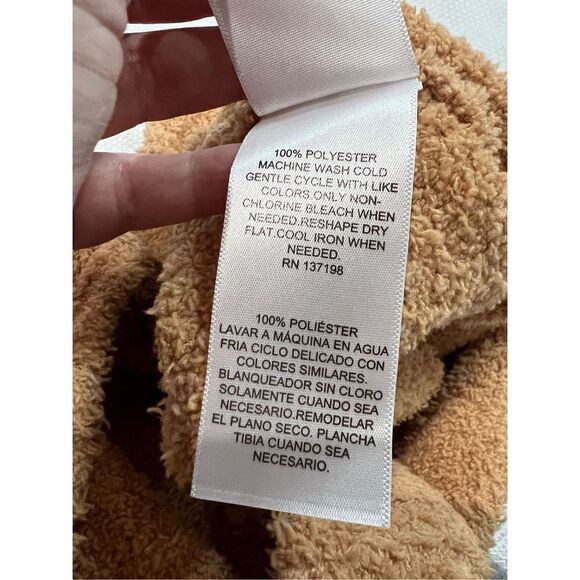 100% POLYESTER
MACHINE WASH COLD
GENTLE CYCLE WITH LIKE
COLORS.ONLY NON-
CHLORINE BLEACH WHEN
NEEDED.RESHAPE DRY
FLAT.COOL IRON WHEN
NEEDED.
RN 137198
100% POLIÉSTER
LAVAR A MÁQUINA EN AGUA
FRIA CICLO DELICADO CON
COLORES SIMILARES.
BLANQUEADOR SIN CLORO
SOLAMENTE CUANDO SEA
NECESARIO.REMODELAR
EL PLANO SECO. PLANCHA
TIBIA CUANDO SEA
NECESARIO.